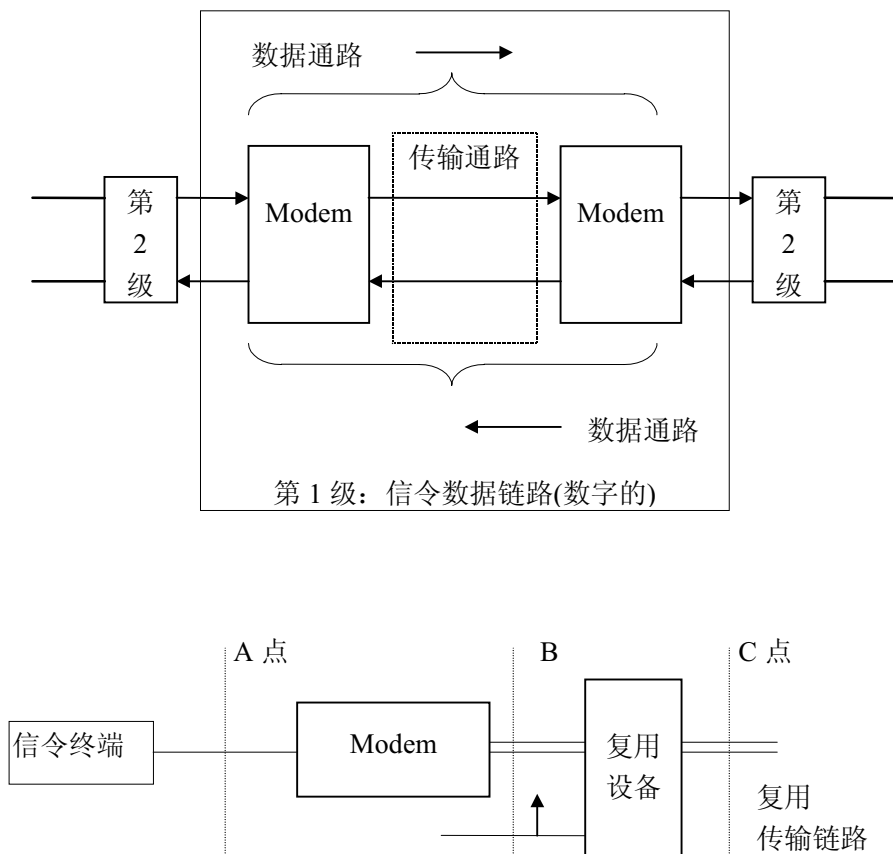 数据通路
传输通路
第
2
级
Modem
Modem
第
2
级
数据通路
第 1 级：信令数据链路(数字的)
A 点
B
C 点
信令终端
Modem
复用
设备
复用
传输链路